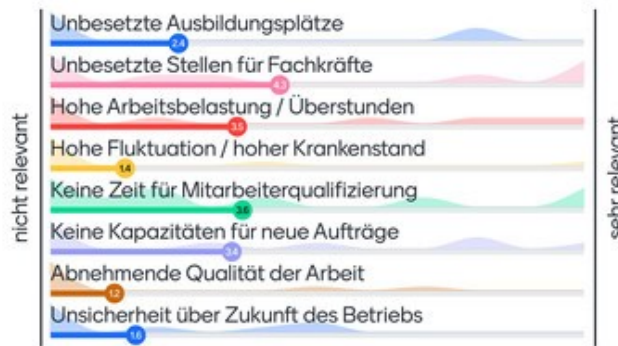 Unbesetzte Ausbildungsplätze
2.4
Unbesetzte Stellen für Fachkräfte
4.3
Hohe Arbeitsbelastung / Überstunden
3.5
Hohe Fluktuation / hoher Krankenstand
1.4
Keine Zeit für Mitarbeiterqualifizierung
3.6
Keine Kapazitäten für neue Aufträge
3.4
Abnehmende Qualität der Arbeit
1.2
Unsicherheit über Zukunft des Betriebs
1.6
nicht relevant
sehr relevant